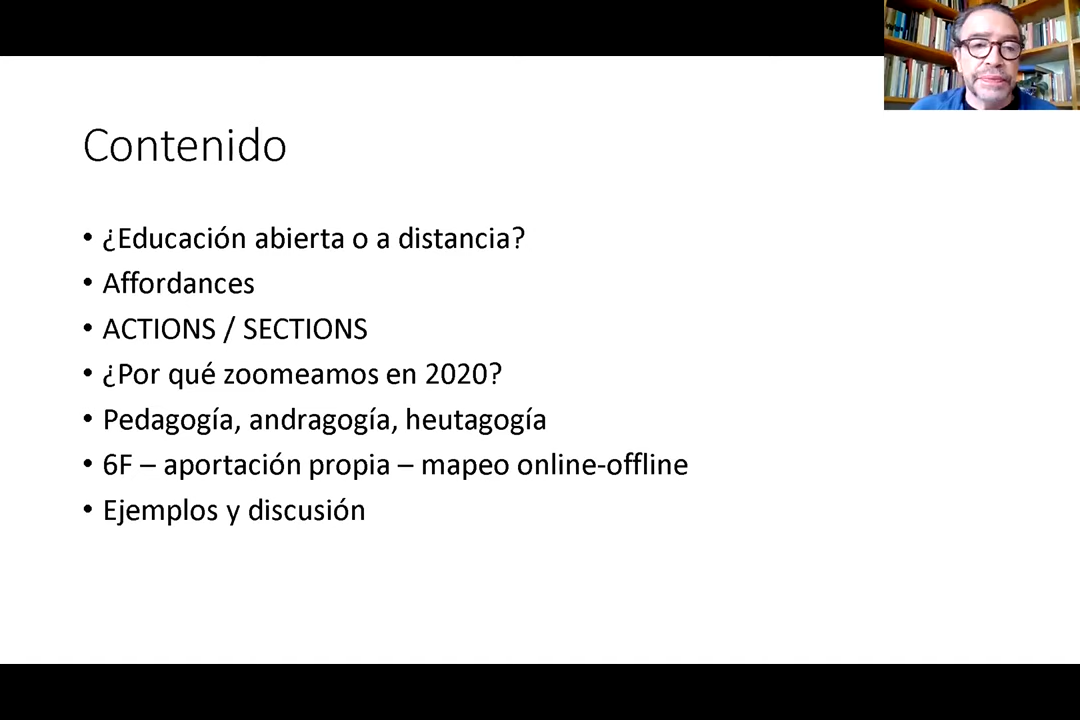 Contenido
• ¿Educación abierta o a distancia?
• Affordances
• ACTIONS / SECTIONS
• ¿Por qué zoomeamos en 2020?
• Pedagogía, andragogía, heutagogía
• 6F – aportación propia – mapeo online-offline
• Ejemplos y discusión